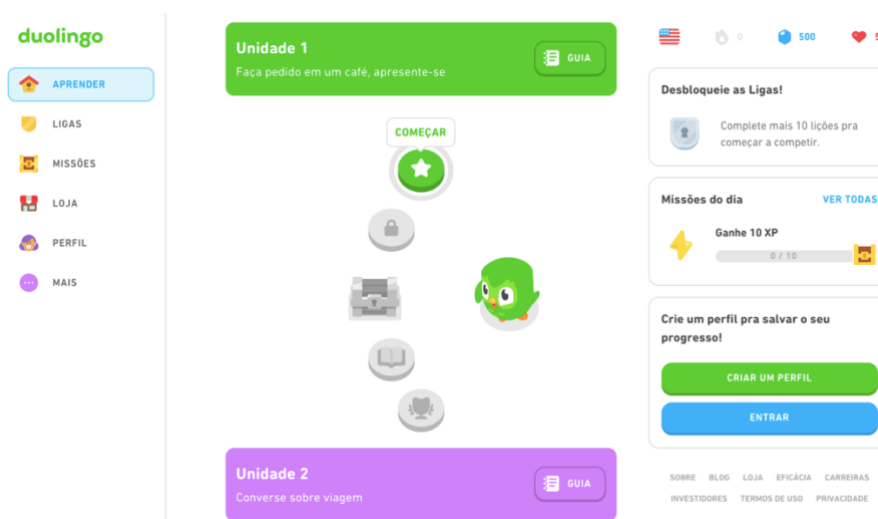 duolingo
APRENDER
LIGAS
MISSÕES
LOJA
PERFIL
MAIS
Unidade 1
Faça pedido em um café, apresente-se
GUIA
COMEÇAR
Unidade 2
Converse sobre viagem
GUIA
0
500
5
Desbloqueie as Ligas!
Complete mais 10 lições pra
começar a competir.
Missões do dia
VER TODAS
Ganhe 10 XP
0 / 10
Crie um perfil pra salvar o seu
progresso!
CRIAR UM PERFIL
ENTRAR
SOBRE BLOG LOJA EFICÁCIA CARREIRAS
INVESTIDORES TERMOS DE USO PRIVACIDADE